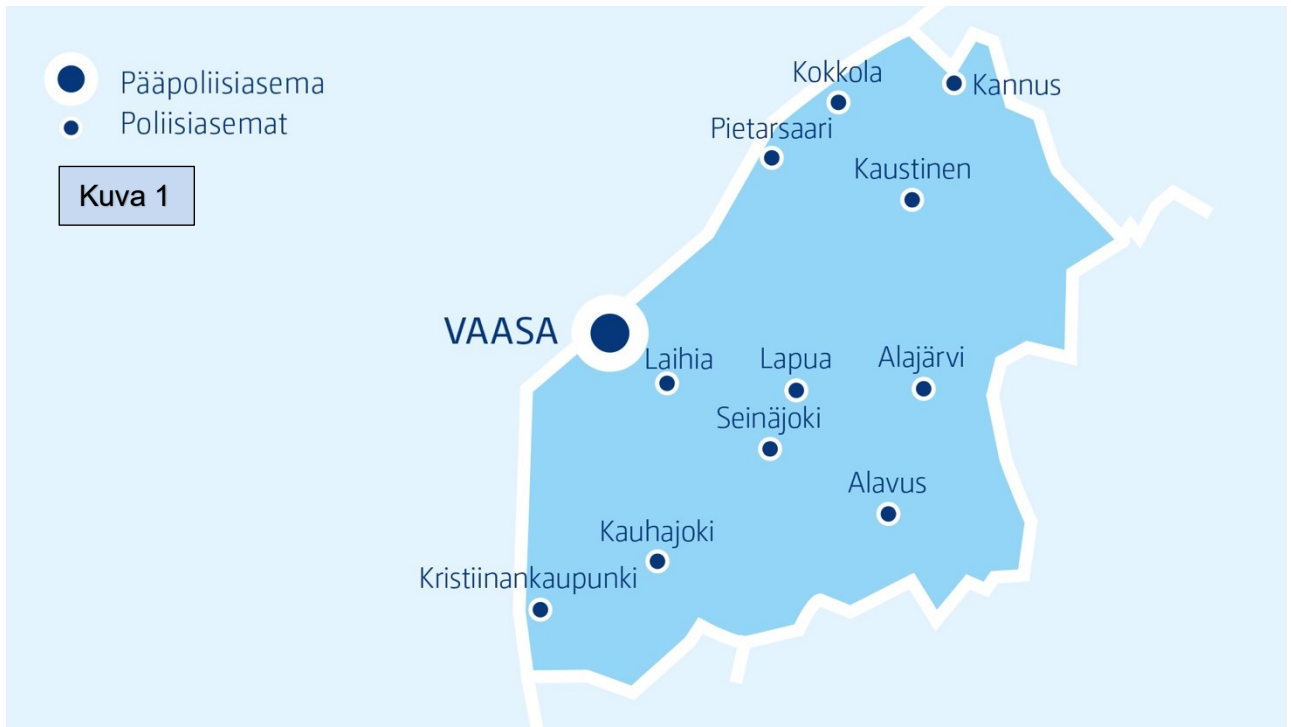 Pääpoliisiasema
Poliisiasemat
Kuva 1
Kokkola
Kannus
Pietarsaari
Kaustinen
VAASA
Laihia
Lapua
Alajärvi
Seinäjoki
Alavus
Kauhajoki
Kristiinankaupunki